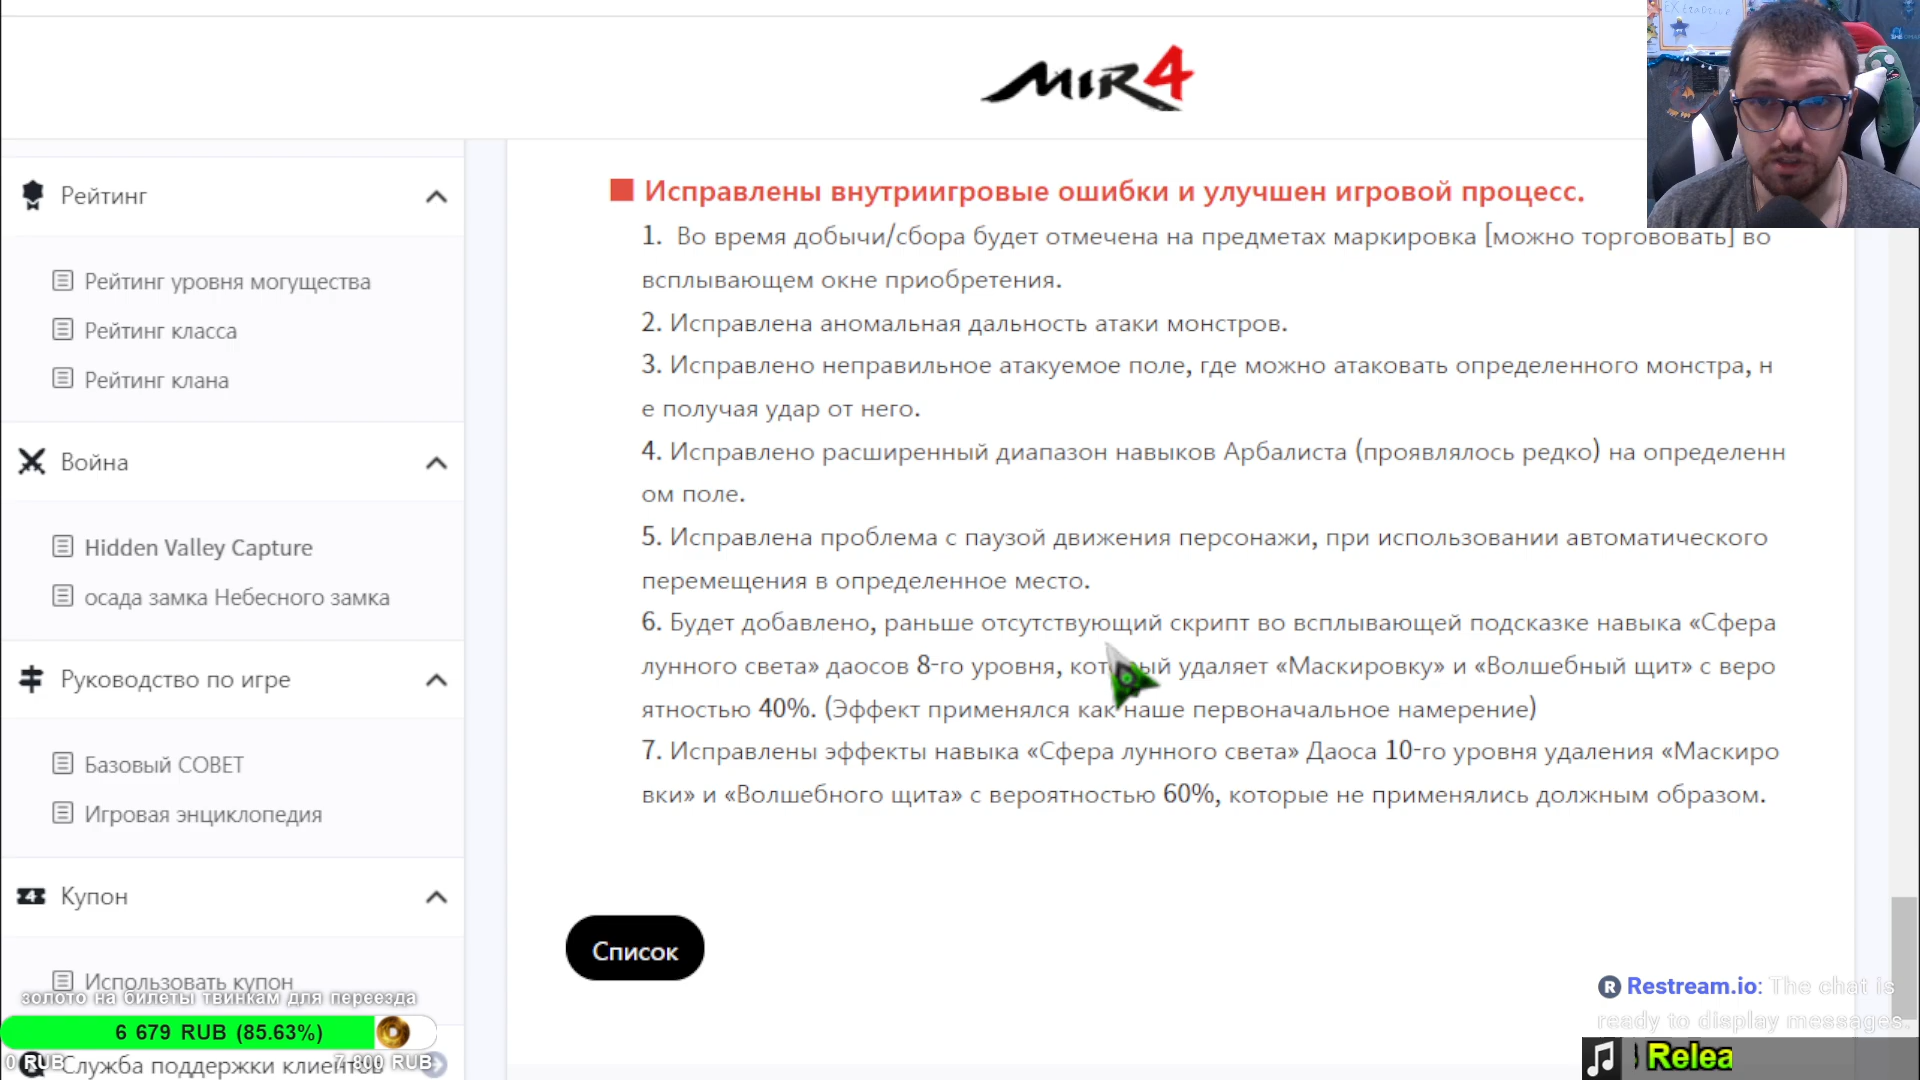 MIR4
Рейтинг
Рейтинг уровня могущества
Рейтинг класса
Рейтинг клана
Война
Hidden Valley Capture
осада замка Небесного замка
Руководство по игре
Базовый СОВЕТ
Игровая энциклопедия
Купон
Использовать купон
золото на билеты твинкам для переезда
6 679 RUB (85.63%)
0 RUB
7 800 RUB
Служба поддержки клиентов
Исправлены внутриигровые ошибки и улучшен игровой процесс.
1. Во время добычи/сбора будет отмечена на предметах маркировка [можно торгововать] во
всплывающем окне приобретения.
2. Исправлена аномальная дальность атаки монстров.
3. Исправлено неправильное атакуемое поле, где можно атаковать определенного монстра, н
е получая удар от него.
4. Исправлено расширенный диапазон навыков Арбалиста (проявлялось редко) на определенн
ом поле.
5. Исправлена проблема с паузой движения персонажи, при использовании автоматического
перемещения в определенное место.
6. Будет добавлено, раньше отсутствующий скрипт во всплывающей подсказке навыка «Сфера
лунного света» даосов 8-го уровня, который удаляет «Маскировку» и «Волшебный щит» с веро
ятностью 40%. (Эффект применялся как наше первоначальное намерение)
7. Исправлены эффекты навыка «Сфера лунного света» Даоса 10-го уровня удаления «Маскиро
вки» и «Волшебного щита» с вероятностью 60%, которые не применялись должным образом.
Список
Restream.io: The chat is
ready to display messages.
Relea